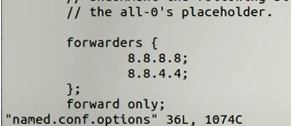 // the all-0's placeholder.
forwarders {
8.8.8.8;
8.8.4.4;
};
forward only;
"named.conf.options" 36L, 1074C